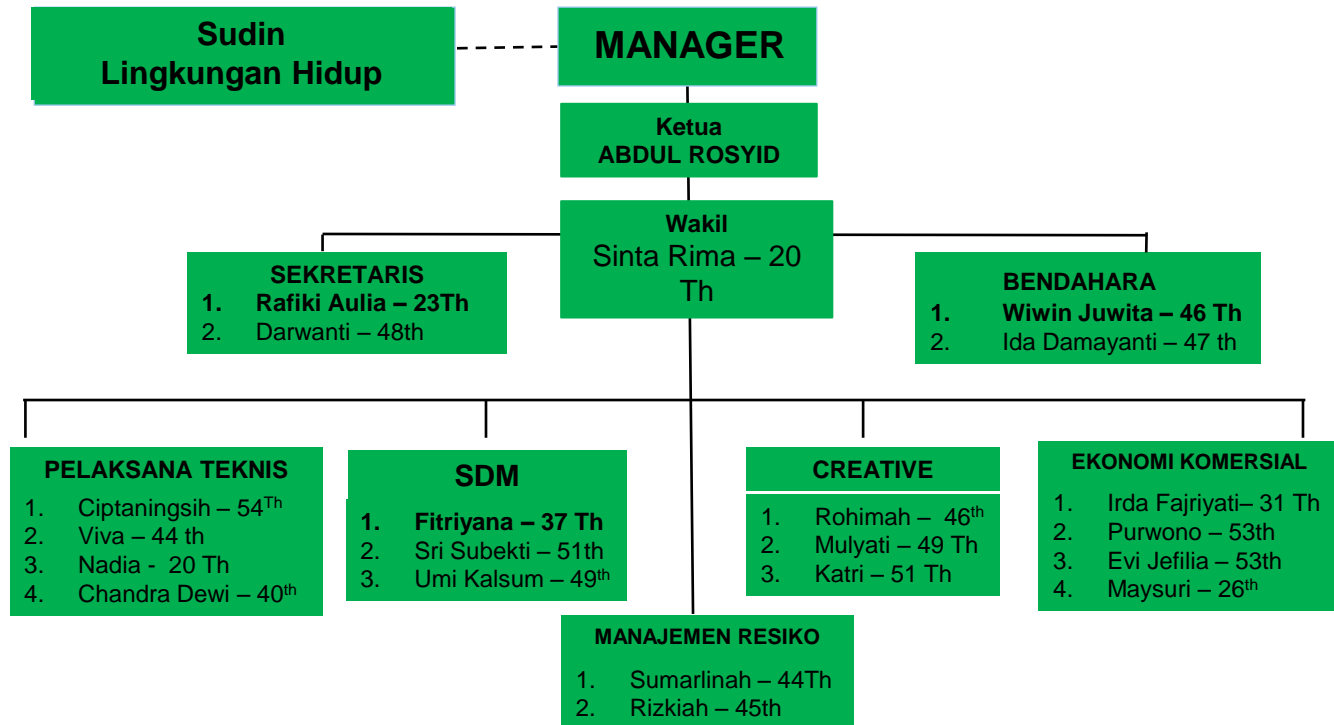 Sudin
Lingkungan Hidup
MANAGER
Ketua
ABDUL ROSYID
Wakil
Sinta Rima – 20
Th
SEKRETARIS
1. Rafiki Aulia – 23Th
2. Darwanti – 48th
BENDAHARA
1. Wiwin Juwita – 46 Th
2. Ida Damayanti – 47 th
PELAKSANA TEKNIS
1. Ciptaningsih – 54Th
2. Viva – 44 th
3. Nadia - 20 Th
4. Chandra Dewi – 40th
SDM
1. Fitriyana – 37 Th
2. Sri Subekti – 51th
3. Umi Kalsum – 49th
CREATIVE
1. Rohimah – 46th
2. Mulyati – 49 Th
3. Katri – 51 Th
EKONOMI KOMERSIAL
1. Irda Fajriyati– 31 Th
2. Purwono – 53th
3. Evi Jefilia – 53th
4. Maysuri – 26th
MANAJEMEN RESIKO
1. Sumarlinah – 44Th
2. Rizkiah – 45th